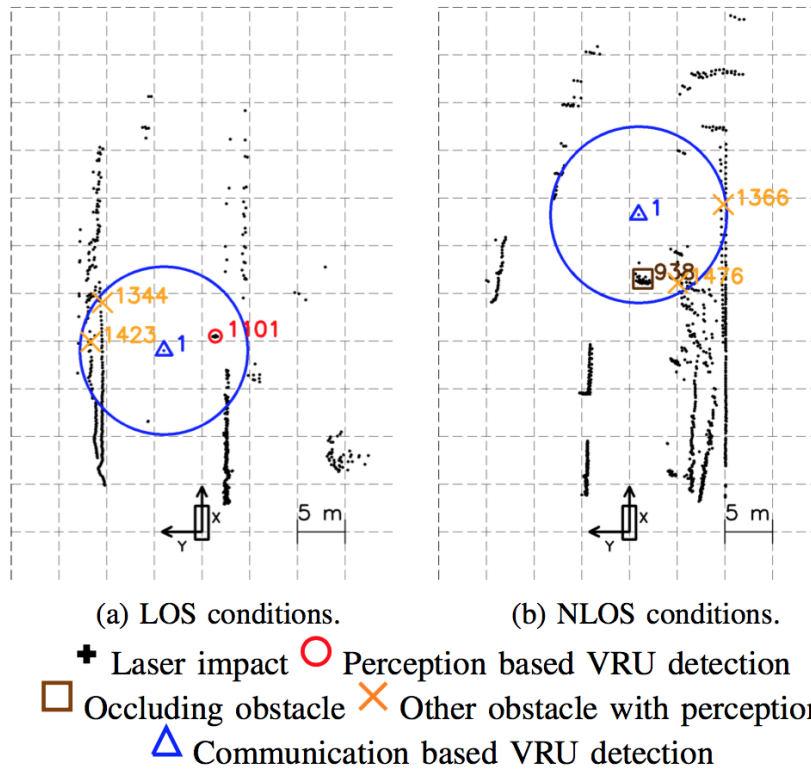 1344
1423
1
1101
X
Y
5 m
1
1366
938
1476
X
Y
5 m
(a) LOS conditions.
(b) NLOS conditions.
Laser impact Perception based VRU detection
Occluding obstacle Other obstacle with perception
Communication based VRU detection